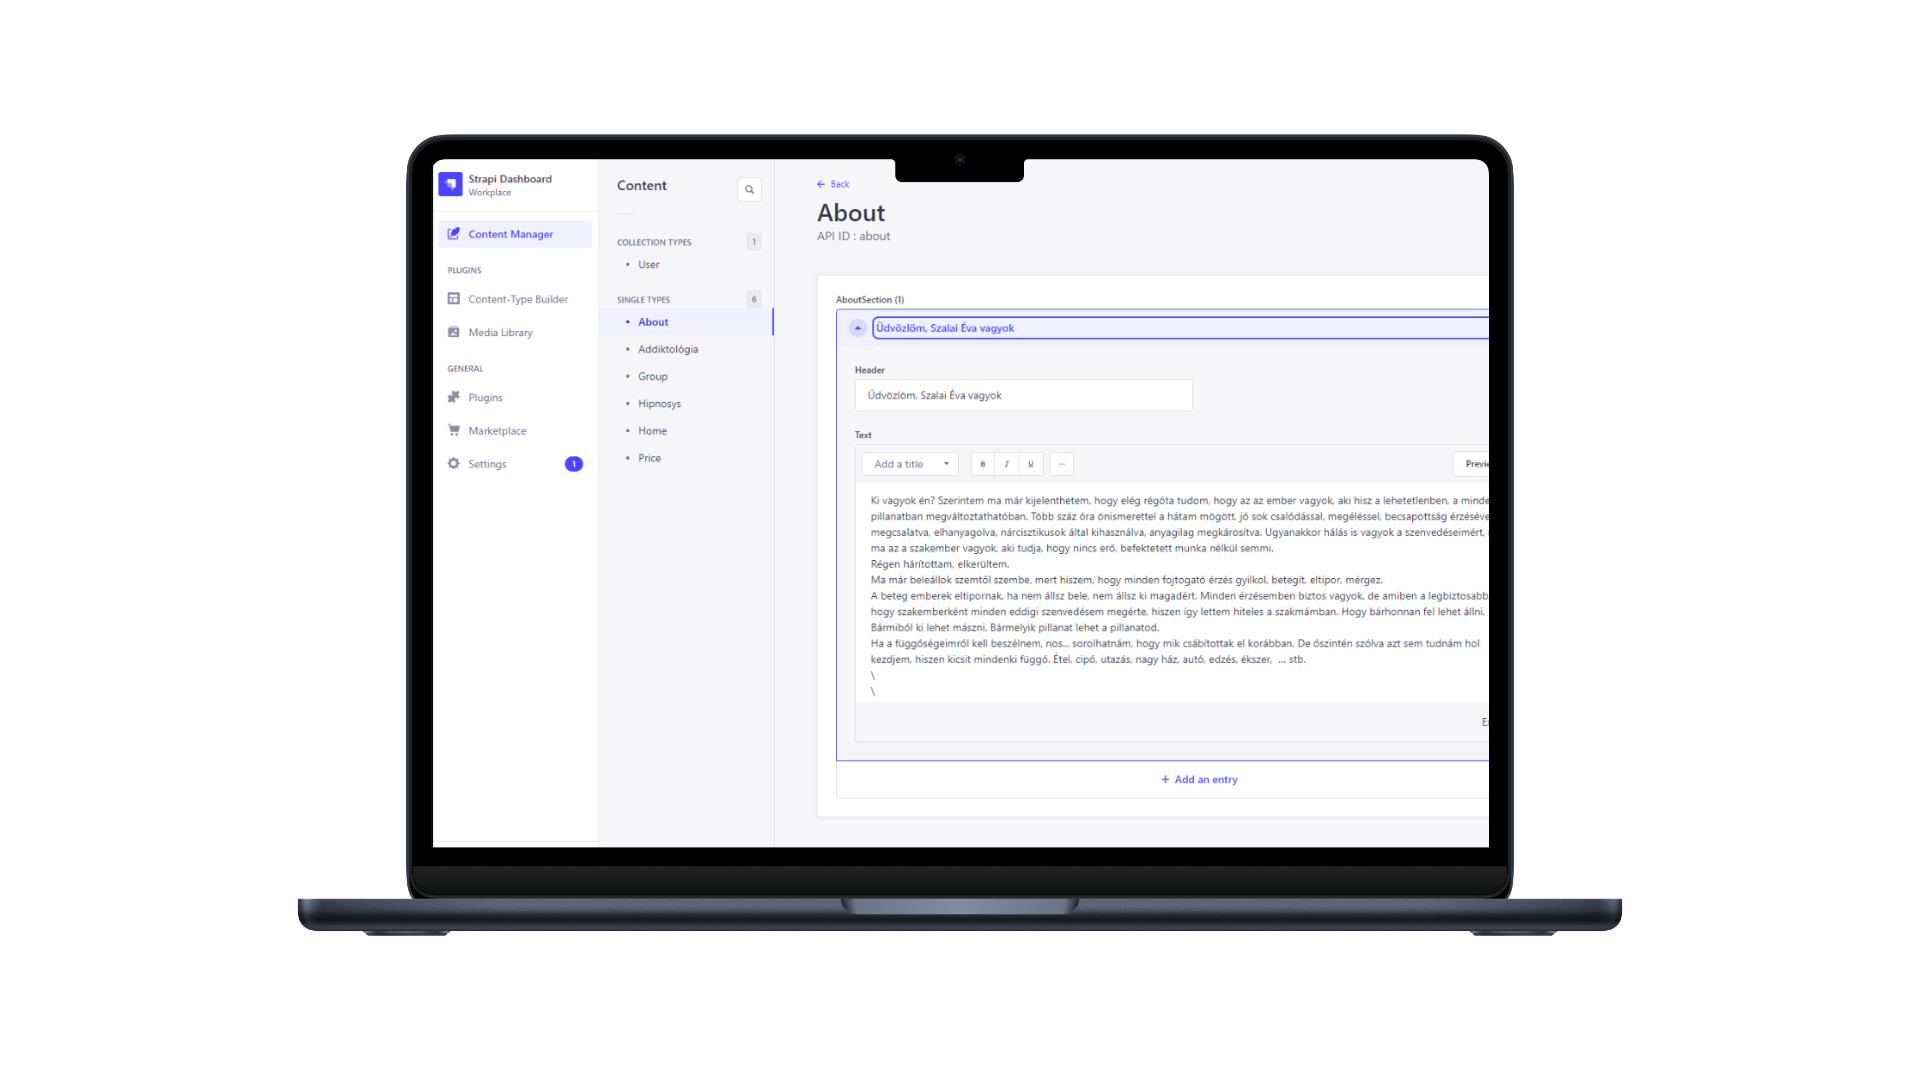 Strapi Dashboard
Workplace
Content Manager
PLUGINS
Content-Type Builder
Media Library
GENERAL
Plugins
Marketplace
Settings
1
Content
COLLECTION TYPES
1
User
SINGLE TYPES
6
About
Addiktológia
Group
Hipnosys
Home
Price
Back
About
API ID : about
AboutSection (1)
Üdvözlöm, Szalai Éva vagyok
Header
Üdvözlöm, Szalai Éva vagyok
Text
Add a title
B
I
U
...
Previe
Ki vagyok én? Szerintem ma már kijelenthetem, hogy elég régóta tudom, hogy az az ember vagyok, aki hisz a lehetetlenben, a minde
pillanatban megváltoztathatóban. Több száz óra önismerettel a hátam mögött, jó sok csalódással, megéléssel, becsapottság érzéséve
megcsalatva, elhanyagolva, nárcisztikusok által kihasználva, anyagilag megkárosítva. Ugyanakkor hálás is vagyok a szenvedéseimért,
ma az a szakember vagyok, aki tudja, hogy nincs erő, befektetett munka nélkül semmi.
Régen hárítottam, elkerültem.
Ma már beleállok szemtől szembe, mert hiszem, hogy minden fojtogató érzés gyilkol, betegít, eltipor, mérgez.
A beteg emberek eltipornak, ha nem állsz bele, nem állsz ki magadért. Minden érzésemben biztos vagyok, de amiben a legbiztosabb
hogy szakemberként minden eddigi szenvedésem megérte, hiszen így lettem hiteles a szakmámban. Hogy bárhonnan fel lehet állni.
Bármiből ki lehet mászni. Bármelyik pillanat lehet a pillanatod.
Ha a függőségeimről kell beszélnem, nos... sorolhatnám, hogy mik csábítottak el korábban. De őszintén szólva azt sem tudnám hol
kezdjem, hiszen kicsit mindenki függő. Étel, cipő, utazás, nagy ház, autó, edzés, ékszer, ... stb.
\
\
+ Add an entry